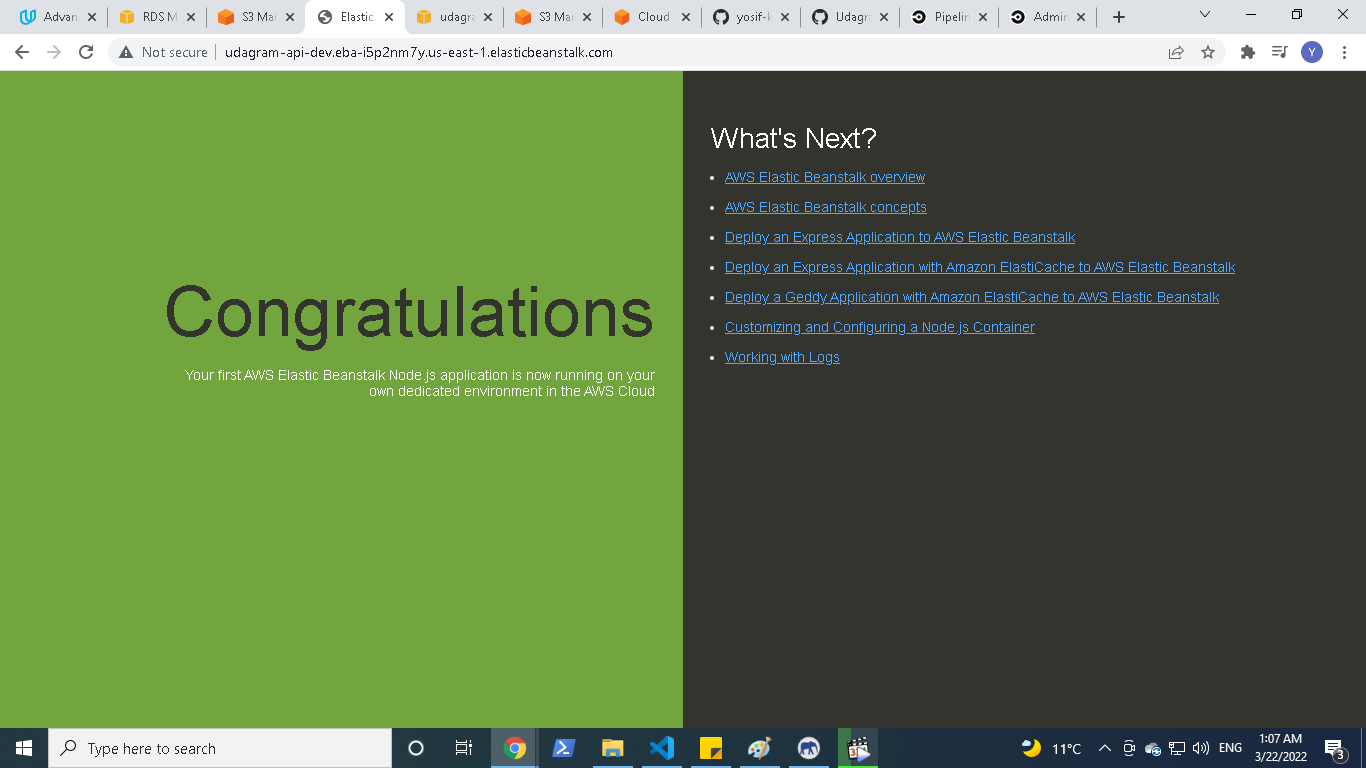 Advan
RDS M
S3 Mar
Elastic
udagra
S3 Mar
Cloud
yosif-k
Udagra
Pipelin
Admin
Not secure
udagram-api-dev.eba-i5p2nm7y.us-east-1.elasticbeanstalk.com
Y
Congratulations
Your first AWS Elastic Beanstalk Node.js application is now running on your
own dedicated environment in the AWS Cloud
What's Next?
AWS Elastic Beanstalk overview
AWS Elastic Beanstalk concepts
Deploy an Express Application to AWS Elastic Beanstalk
Deploy an Express Application with Amazon ElastiCache to AWS Elastic Beanstalk
Deploy a Geddy Application with Amazon ElastiCache to AWS Elastic Beanstalk
Customizing and Configuring a Node.js Container
Working with Logs
Type here to search
11°C
ENG
1:07 AM
3/22/2022
3